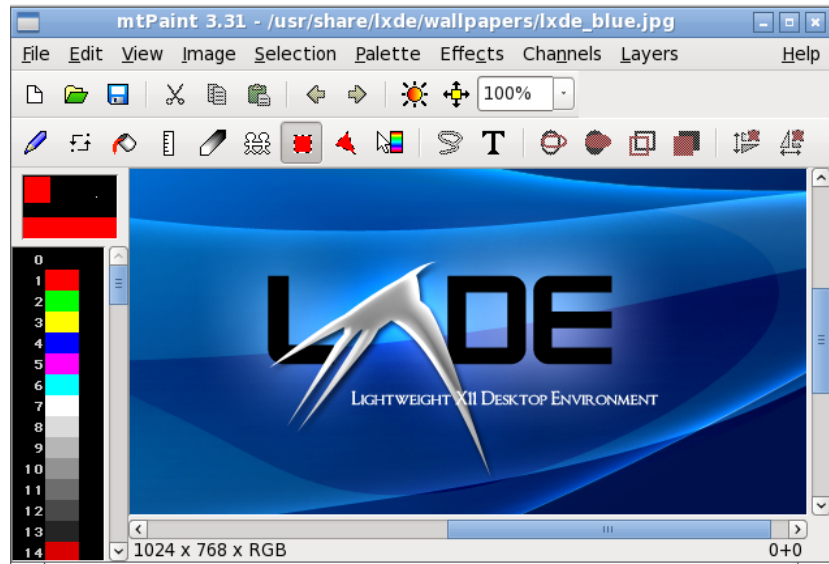 mtPaint 3.31 - /usr/share/lxde/wallpapers/lxde_blue.jpg
File Edit View Image Selection Palette Effects Channels Layers Help
100%
T
0
1
2
3
4
5
6
7
8
9
10
11
12
13
14
LXDE
Lightweight X11 Desktop Environment
1024 x 768 x RGB 0+0